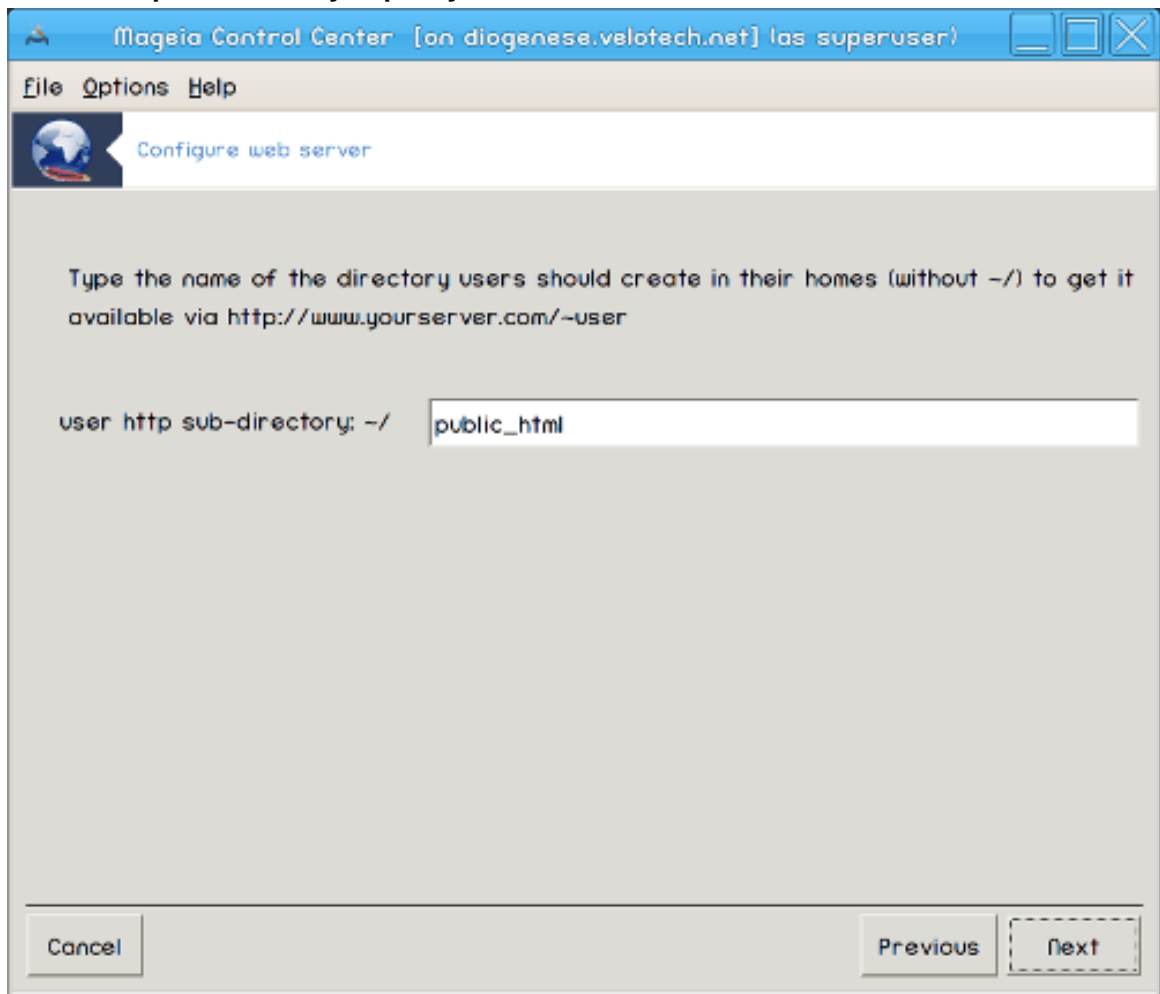 Mageia Control Center [on diogenese.velotech.net] (as superuser)
File Options Help
Configure web server
Type the name of the directory users should create in their homes (without ~/) to get it
available via http://www.yourserver.com/~user
user http sub-directory: ~/ public_html
Cancel Previous Next